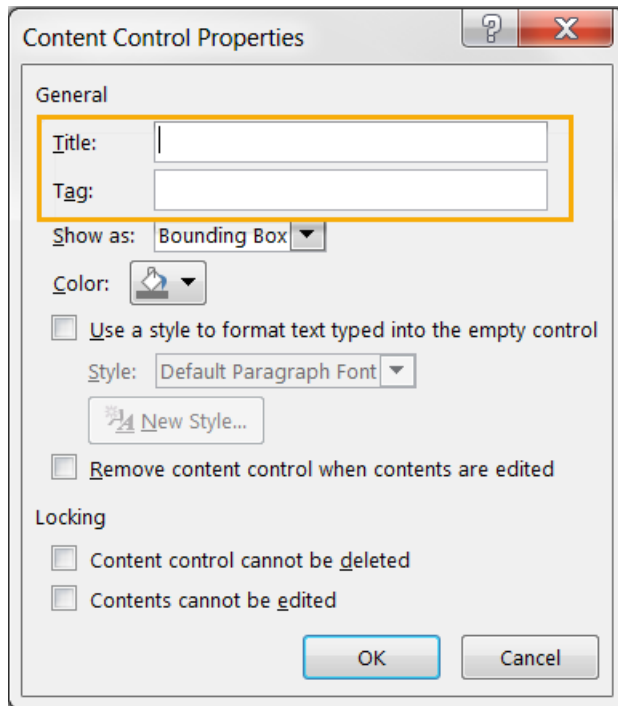 Content Control Properties
General
Title:
Tag:
Show as: Bounding Box
Color:
Use a style to format text typed into the empty control
Style: Default Paragraph Font
New Style...
Remove content control when contents are edited
Locking
Content control cannot be deleted
Contents cannot be edited
OK Cancel